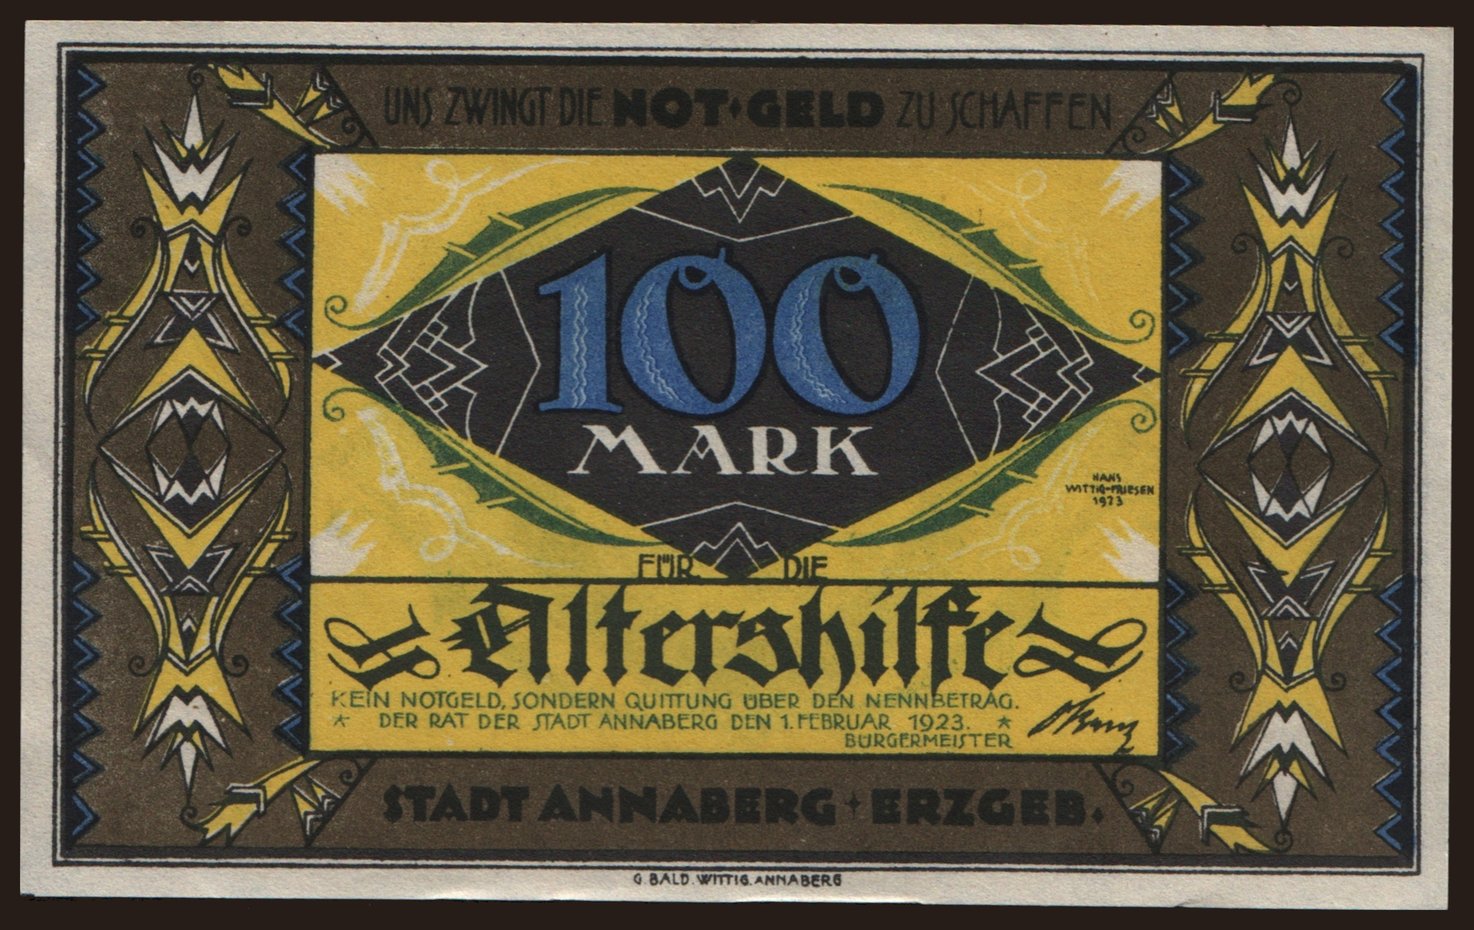 UNS ZWINGT DIE NOT·GELD ZU SCHAFFEN
100
MARK
HANS
WITTIG-FRIESEN
1923
FÜR DIE
Altershilfe
KEIN NOTGELD, SONDERN QUITTUNG ÜBER DEN NENNBETRAG.
* DER RAT DER STADT ANNABERG DEN 1. FEBRUAR 1923. *
BÜRGERMEISTER
STADT ANNABERG · ERZGEB.
G. BALD. WITTIG. ANNABERG